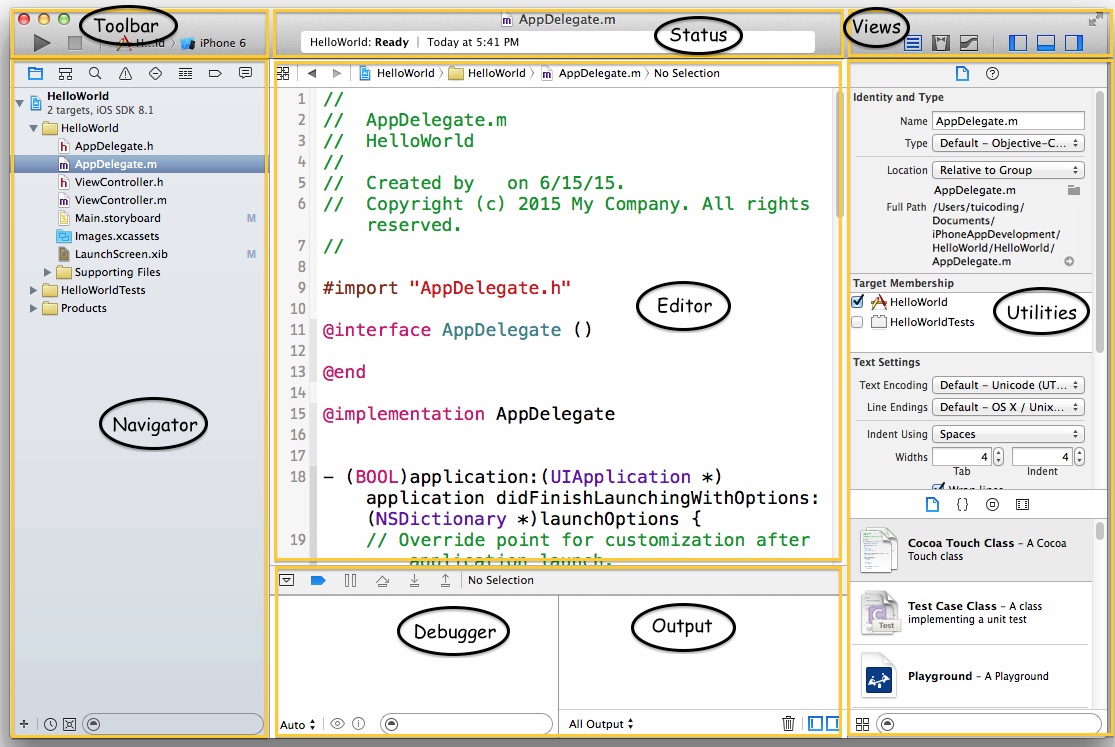 Toolbar
H...ld
iPhone 6
AppDelegate.m
HelloWorld: Ready | Today at 5:41 PM
Status
Views
HelloWorld
2 targets, iOS SDK 8.1
HelloWorld
AppDelegate.h
AppDelegate.m
ViewController.h
ViewController.m
Main.storyboard M
Images.xcassets
LaunchScreen.xib M
Supporting Files
HelloWorldTests
Products
Navigator
HelloWorld
HelloWorld
AppDelegate.m
No Selection
1 //
2 //  AppDelegate.m
3 //  HelloWorld
4 //
5 //  Created by   on 6/15/15.
6 //  Copyright (c) 2015 My Company. All rights
reserved.
7 //
8
9 #import "AppDelegate.h"
10
11 @interface AppDelegate ()
12
13 @end
14
15 @implementation AppDelegate
16
17
18 - (BOOL)application:(UIApplication *)
application didFinishLaunchingWithOptions:
(NSDictionary *)launchOptions {
19 // Override point for customization after
application launch.
Editor
No Selection
Debugger
Output
Auto
All Output
Identity and Type
Name AppDelegate.m
Type Default - Objective-C...
Location Relative to Group
AppDelegate.m
Full Path /Users/tuicoding/
Documents/
iPhoneAppDevelopment/
HelloWorld/HelloWorld/
AppDelegate.m
Target Membership
HelloWorld
HelloWorldTests
Utilities
Text Settings
Text Encoding Default - Unicode (UT...
Line Endings Default - OS X / Unix...
Indent Using Spaces
Widths 4 4
Tab Indent
Wrap lines
{}
Cocoa Touch Class - A Cocoa
Touch class
Test
Test Case Class - A class
implementing a unit test
Playground - A Playground